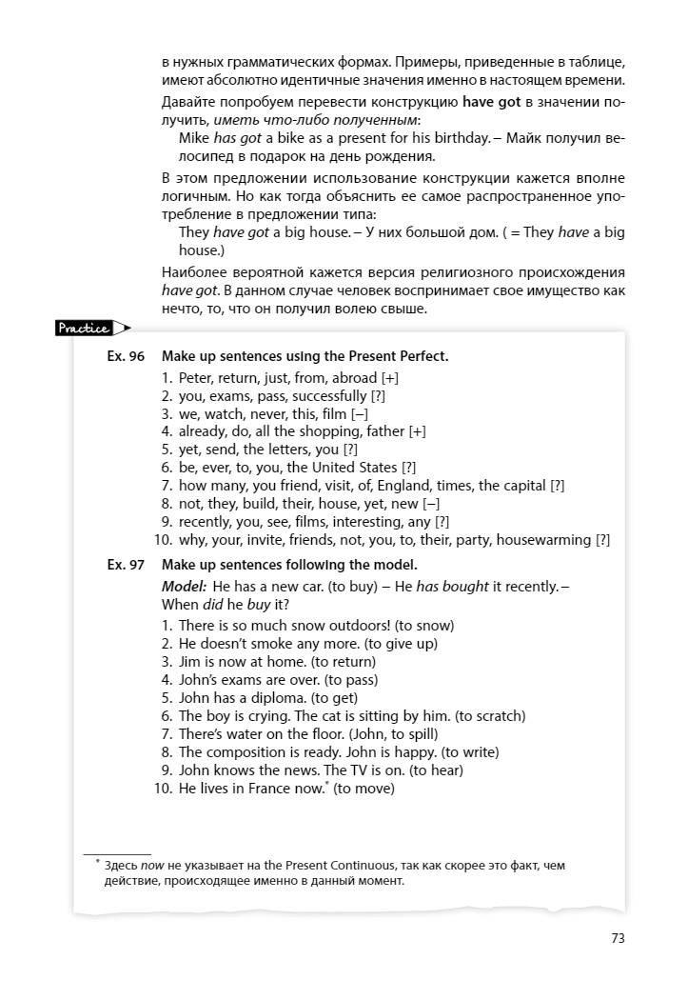 в нужных грамматических формах. Примеры, приведенные в таблице,
имеют абсолютно идентичные значения именно в настоящем времени.
Давайте попробуем перевести конструкцию have got в значении по-
лучить, иметь что-либо полученным:
Mike has got a bike as a present for his birthday. – Майк получил ве-
лосипед в подарок на день рождения.
В этом предложении использование конструкции кажется вполне
логичным. Но как тогда объяснить ее самое распространенное упо-
требление в предложении типа:
They have got a big house. – У них большой дом. ( = They have a big
house.)
Наиболее вероятной кажется версия религиозного происхождения
have got. В данном случае человек воспринимает свое имущество как
нечто, то, что он получил волею свыше.
Practice
Ex. 96 Make up sentences using the Present Perfect.
1. Peter, return, just, from, abroad [+]
2. you, exams, pass, successfully [?]
3. we, watch, never, this, film [–]
4. already, do, all the shopping, father [+]
5. yet, send, the letters, you [?]
6. be, ever, to, you, the United States [?]
7. how many, you friend, visit, of, England, times, the capital [?]
8. not, they, build, their, house, yet, new [–]
9. recently, you, see, films, interesting, any [?]
10. why, your, invite, friends, not, you, to, their, party, housewarming [?]
Ex. 97 Make up sentences following the model.
Model: He has a new car. (to buy) – He has bought it recently. –
When did he buy it?
1. There is so much snow outdoors! (to snow)
2. He doesn't smoke any more. (to give up)
3. Jim is now at home. (to return)
4. John's exams are over. (to pass)
5. John has a diploma. (to get)
6. The boy is crying. The cat is sitting by him. (to scratch)
7. There's water on the floor. (John, to spill)
8. The composition is ready. John is happy. (to write)
9. John knows the news. The TV is on. (to hear)
10. He lives in France now.* (to move)
* Здесь now не указывает на the Present Continuous, так как скорее это факт, чем
действие, происходящее именно в данный момент.
73